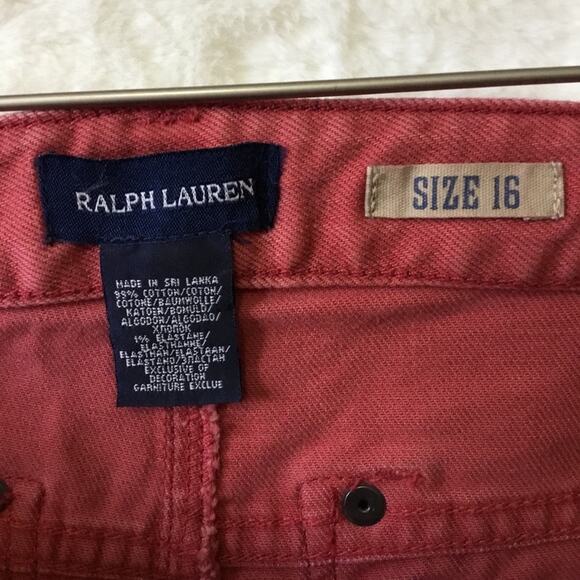 RALPH LAUREN
SIZE 16
MADE IN SRI LANKA
99% COTTON/COTON/
COTONE/BAUMWOLLE/
KATOEN/BOMULD/
ALGODON/ALGODAO/
ХЛОПОК
1% ELASTANE/
ELASTHANNE/
ELASTHAN/ELASTAAN/
ELASTANO/ЭЛАСТАН
EXCLUSIVE OF
DECORATION
GARNITURE EXCLUE